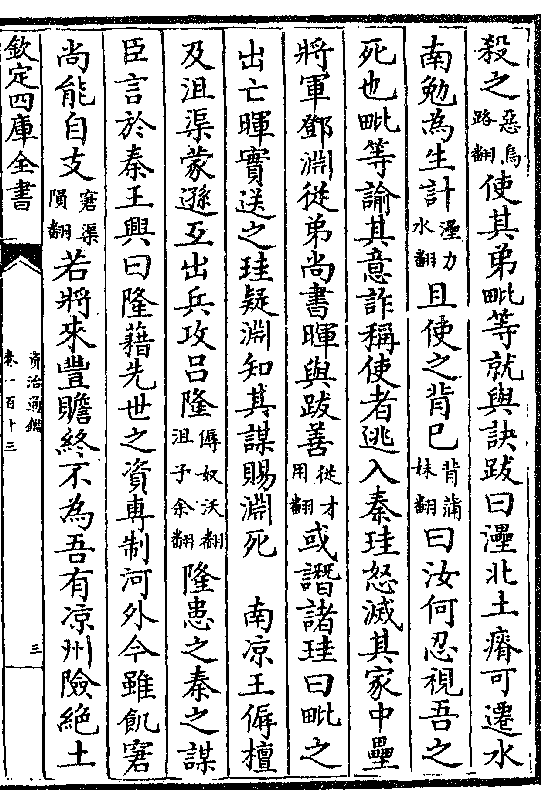 殺之惡烏路翻使其弟毗等就與訣跋曰灅北土瘠可遷水
南勉為生計灅力水翻且使之背已背蒲妹翻曰汝何忍視吾之
死也毗等諭其意詐稱使者逃入秦珪怒滅其家中壘
將軍鄧淵從弟尚書暉與跋善從才用翻或譖諸珪曰毗之
出亡暉實送之珪疑淵知其謀賜淵死　南凉王傉檀
及沮渠蒙遜互出兵攻吕隆傉奴沃翻沮子余翻隆患之秦之謀
臣言於秦王興曰隆藉先世之資專制河外今雖飢窘
尚能自支窘渠隕翻若將來豐贍終不為吾有凉州險絶土
欽定四庫全書
資治通鑑
卷一百十三
三